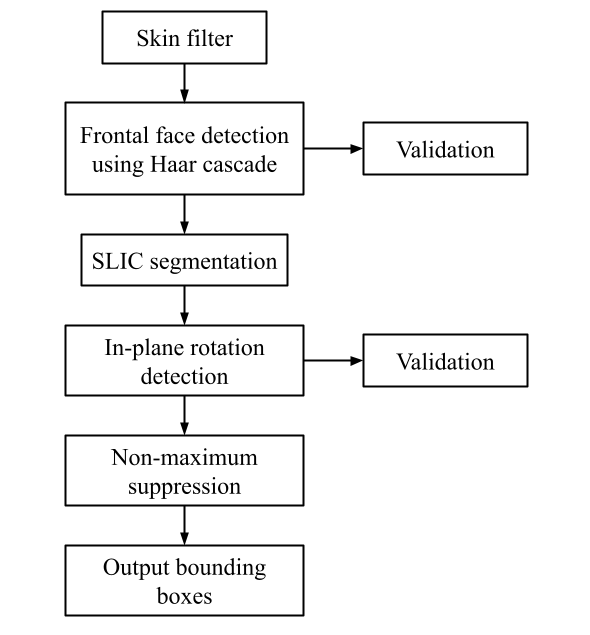 Skin filter
Frontal face detection
using Haar cascade
Validation
SLIC segmentation
In-plane rotation
detection
Validation
Non-maximum
suppression
Output bounding
boxes